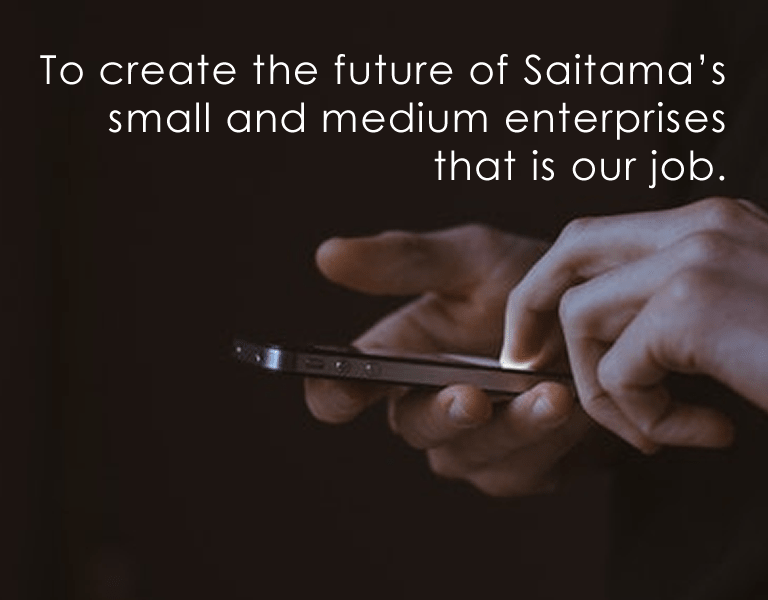 To create the future of Saitama’s
small and medium enterprises
that is our job.